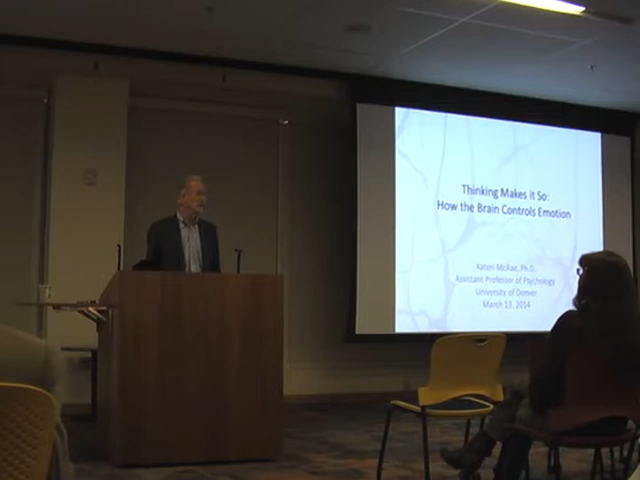 Thinking Makes it So:
How the Brain Controls Emotion
Kateri McRae, Ph.D.
Assistant Professor of Psychology
University of Denver
March 13, 2014